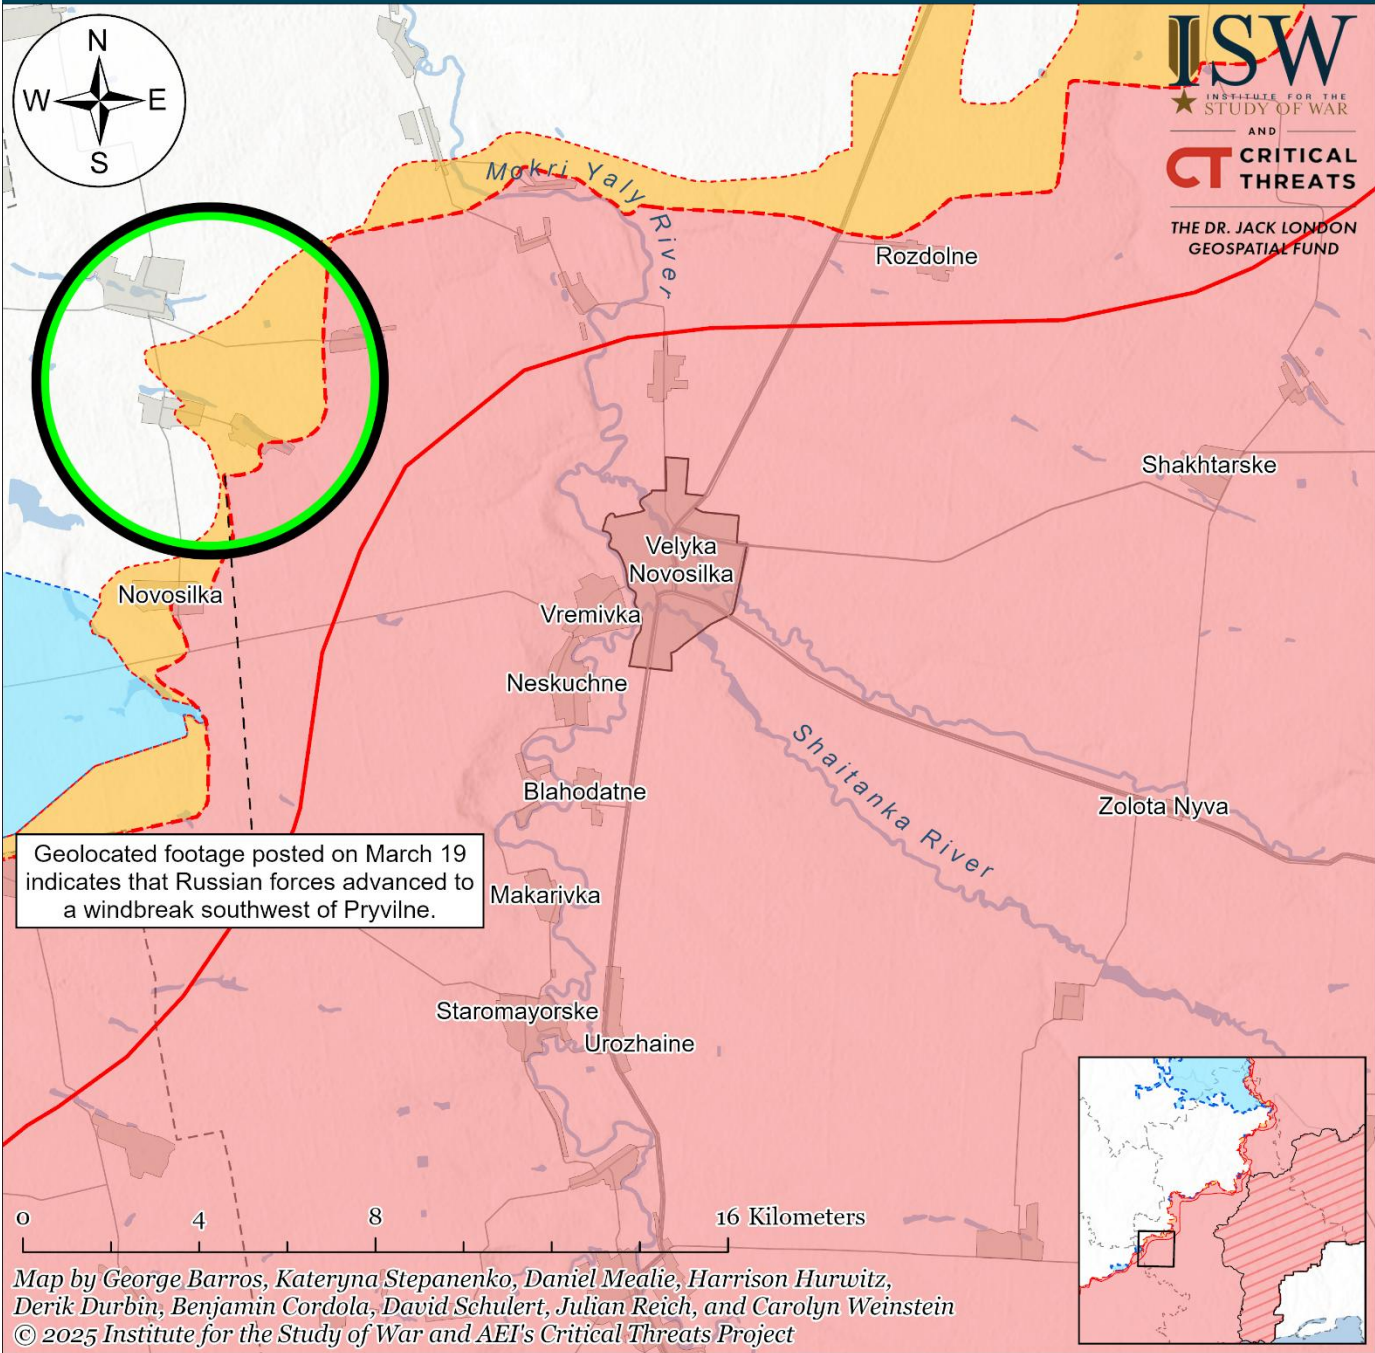 N
W E
S
ISW
INSTITUTE FOR THE
STUDY OF WAR
AND
CT CRITICAL
THREATS
THE DR. JACK LONDON
GEOSPATIAL FUND
Mokri Yaly River
Rozdolne
Shakhtarske
Velyka
Novosilka
Novosilka
Vremivka
Neskuchne
Shaitanka River
Blahodatne
Zolota Nyva
Geolocated footage posted on March 19
indicates that Russian forces advanced to
a windbreak southwest of Pryvilne.
Makarivka
Staromayorske
Urozhaine
0 4 8 16 Kilometers
Map by George Barros, Kateryna Stepanenko, Daniel Mealie, Harrison Hurwitz,
Derik Durbin, Benjamin Cordola, David Schulert, Julian Reich, and Carolyn Weinstein
© 2025 Institute for the Study of War and AEI's Critical Threats Project